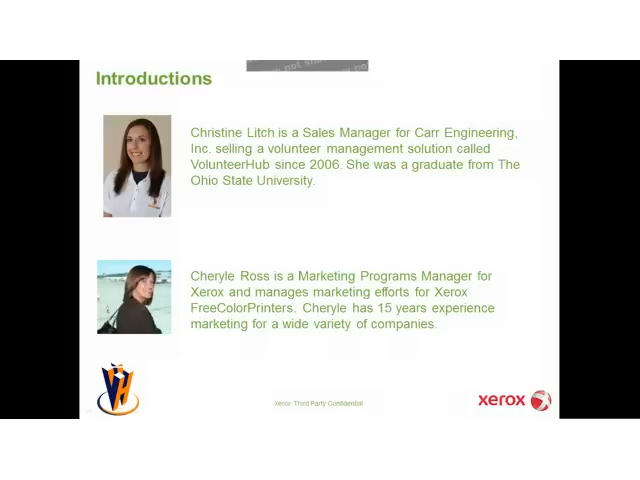 Introductions
Christine Litch is a Sales Manager for Carr Engineering,
Inc. selling a volunteer management solution called
VolunteerHub since 2006. She was a graduate from The
Ohio State University.
Cheryle Ross is a Marketing Programs Manager for
Xerox and manages marketing efforts for Xerox
FreeColorPrinters. Cheryle has 15 years experience
marketing for a wide variety of companies.
Xerox Third Party Confidential
xerox